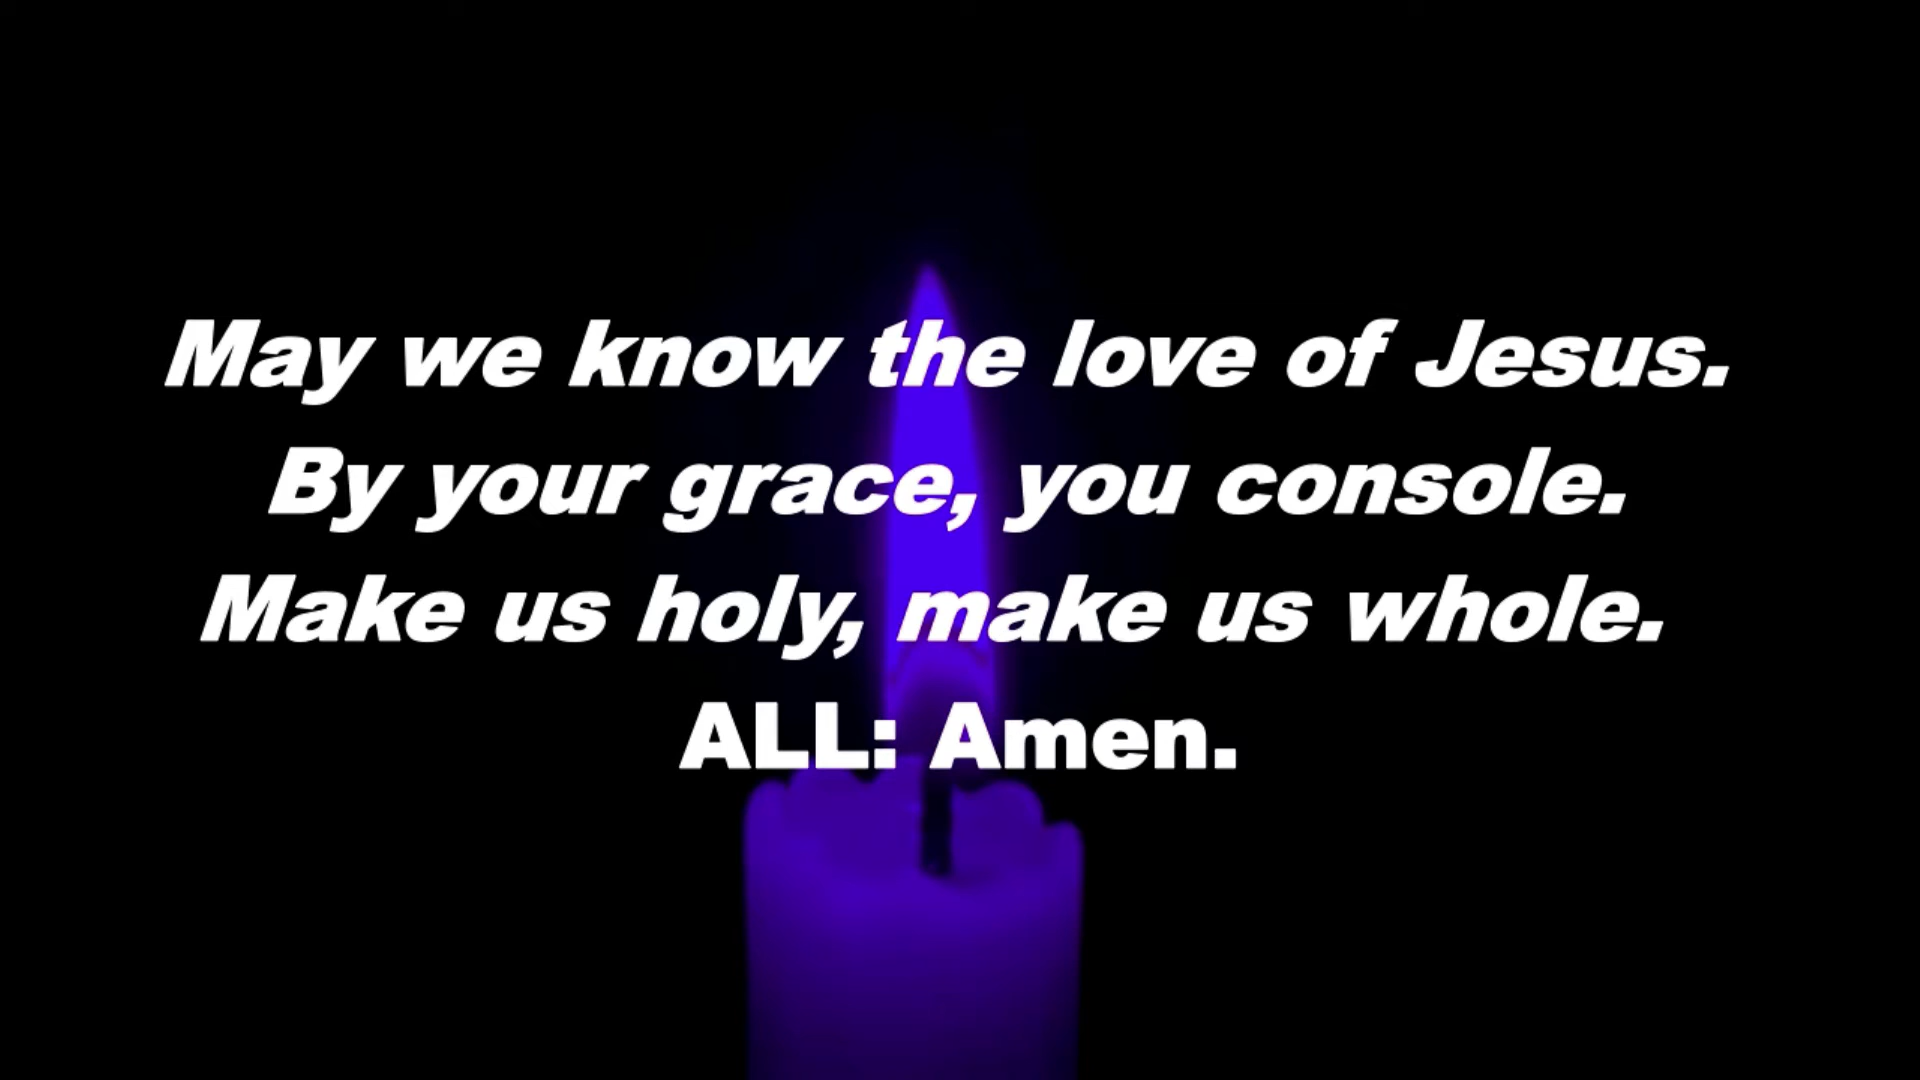 May we know the love of Jesus.
By your grace, you console.
Make us holy, make us whole.
ALL: Amen.